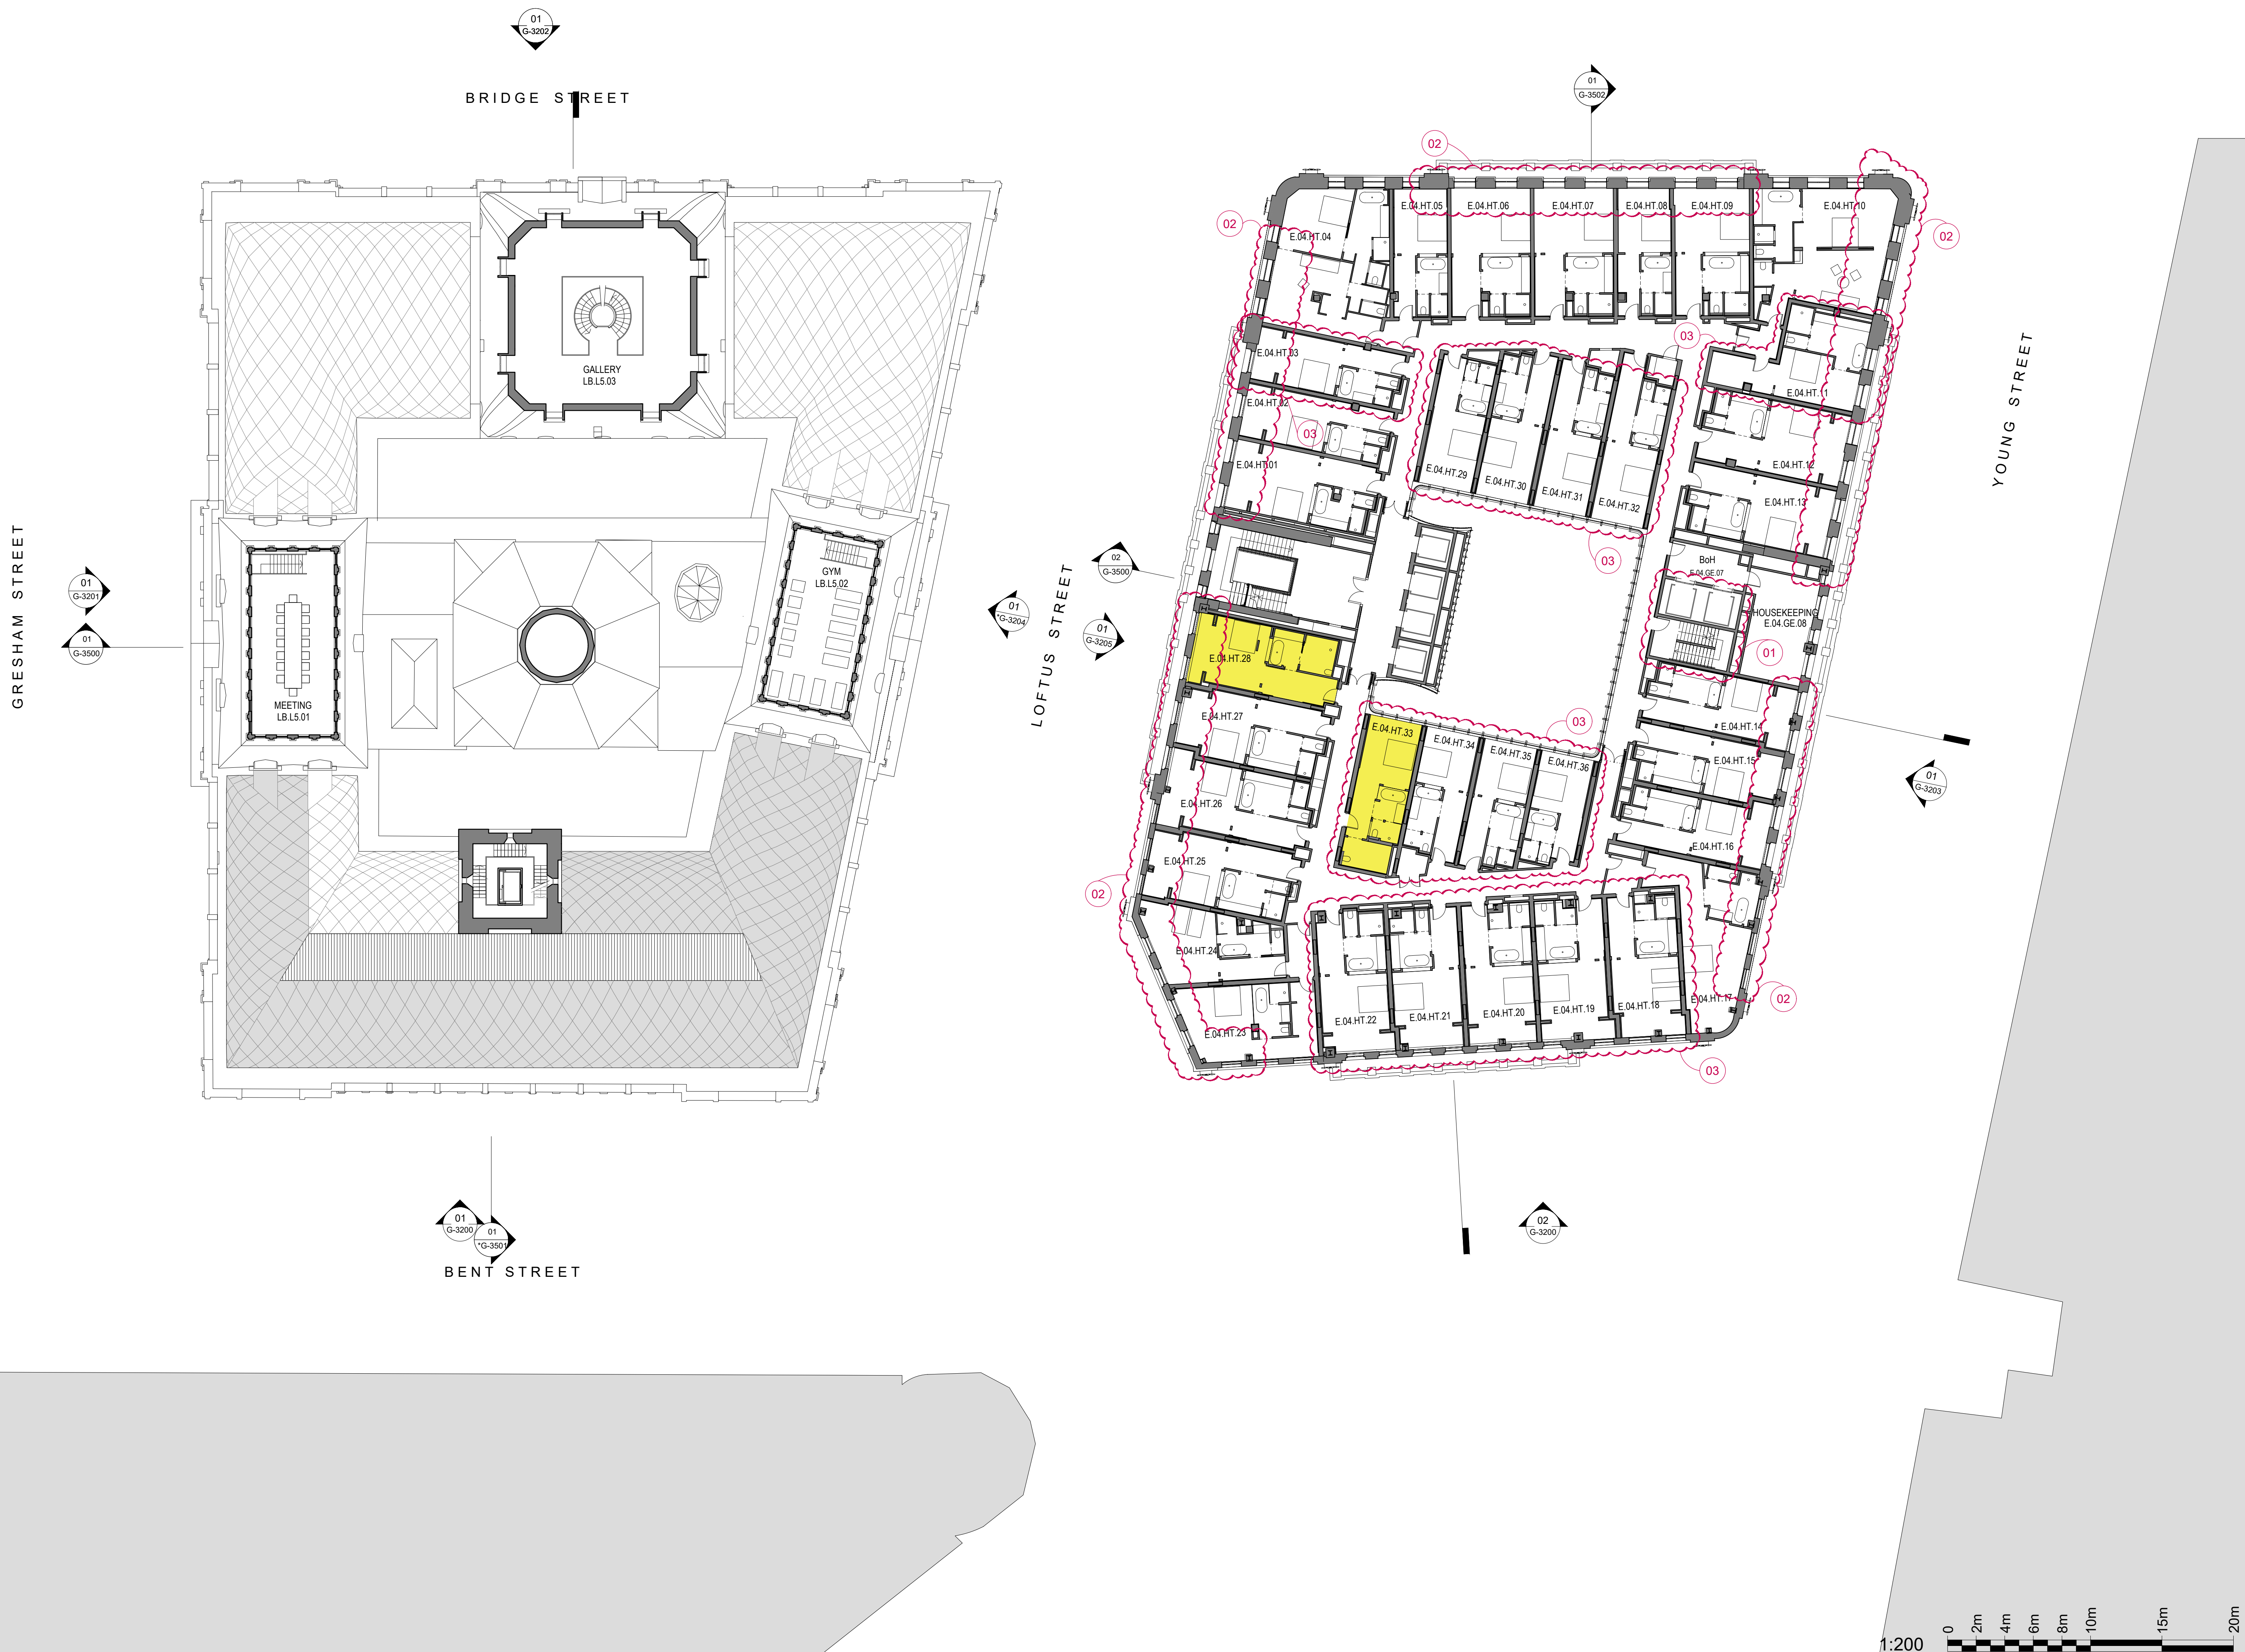 01
G-3202
BRIDGE STREET
01
G-3502
02
02
02
E.04.HT.04
E.04.HT.05
E.04.HT.06
E.04.HT.07
E.04.HT.08
E.04.HT.09
E.04.HT.10
03
E.04.HT.03
E.04.HT.02
03
E.04.HT.01
E.04.HT.29
E.04.HT.30
E.04.HT.31
E.04.HT.32
E.04.HT.11
E.04.HT.12
E.04.HT.13
03
YOUNG STREET
GALLERY
LB.L5.03
GRESHAM STREET
01
G-3201
01
G-3500
GYM
LB.L5.02
MEETING
LB.L5.01
01
*G-3204
LOFTUS STREET
02
G-3500
01
G-3205
BoH
E.04.GE.07
HOUSEKEEPING
E.04.GE.08
01
E.04.HT.28
E.04.HT.27
E.04.HT.26
E.04.HT.25
E.04.HT.24
E.04.HT.23
03
E.04.HT.33
E.04.HT.34
E.04.HT.35
E.04.HT.36
E.04.HT.14
E.04.HT.15
E.04.HT.16
01
G-3203
02
E.04.HT.22
E.04.HT.21
E.04.HT.20
E.04.HT.19
E.04.HT.18
E.04.HT.17
02
03
01
G-3200
01
*G-3501
BENT STREET
02
G-3200
1:200
0
2m
4m
6m
8m
10m
15m
20m